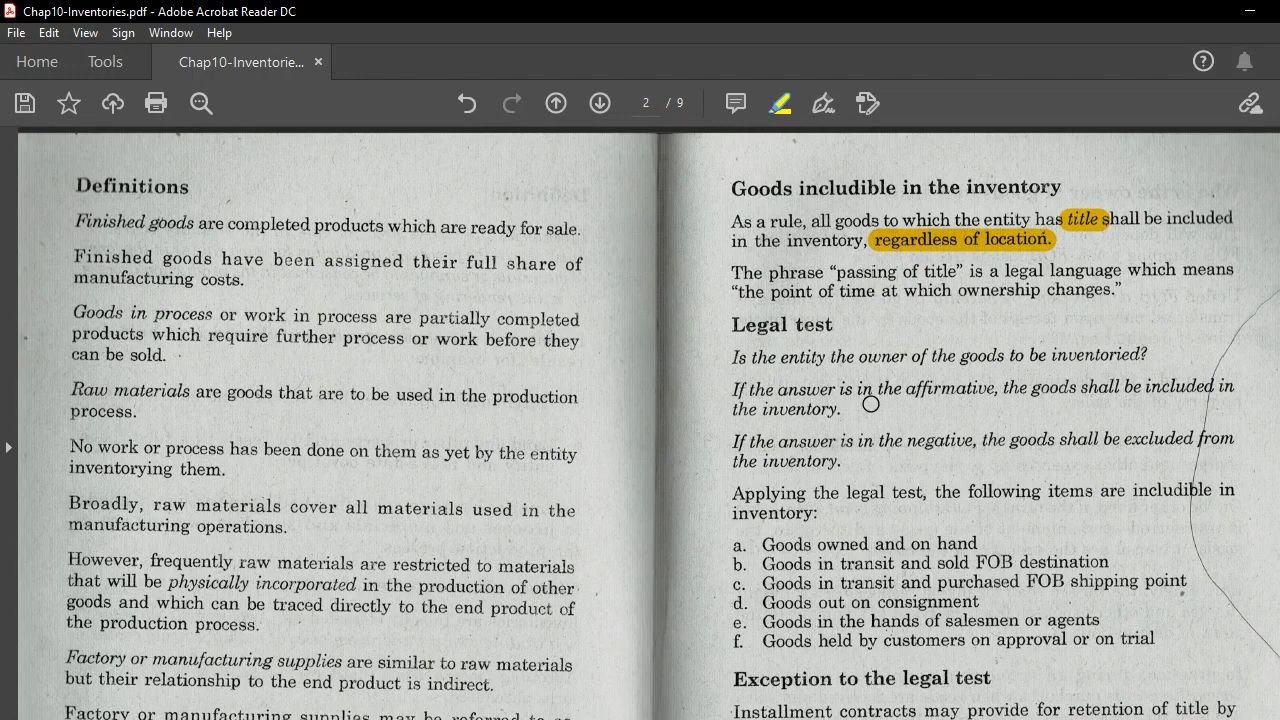 Chap10-Inventories.pdf - Adobe Acrobat Reader DC
File Edit View Sign Window Help
Home Tools Chap10-Inventorie... ×
2 / 9
Definitions
Finished goods are completed products which are ready for sale.
Finished goods have been assigned their full share of
manufacturing costs.
Goods in process or work in process are partially completed
products which require further process or work before they
can be sold.
Raw materials are goods that are to be used in the production
process.
No work or process has been done on them as yet by the entity
inventorying them.
Broadly, raw materials cover all materials used in the
manufacturing operations.
However, frequently raw materials are restricted to materials
that will be physically incorporated in the production of other
goods and which can be traced directly to the end product of
the production process.
Factory or manufacturing supplies are similar to raw materials
but their relationship to the end product is indirect.
Factory or manufacturing supplies may be referred to as
Goods includible in the inventory
As a rule, all goods to which the entity has title shall be included
in the inventory, regardless of location.
The phrase “passing of title” is a legal language which means
“the point of time at which ownership changes.”
Legal test
Is the entity the owner of the goods to be inventoried?
If the answer is in the affirmative, the goods shall be included in
the inventory.
If the answer is in the negative, the goods shall be excluded from
the inventory.
Applying the legal test, the following items are includible in
inventory:
a. Goods owned and on hand
b. Goods in transit and sold FOB destination
c. Goods in transit and purchased FOB shipping point
d. Goods out on consignment
e. Goods in the hands of salesmen or agents
f. Goods held by customers on approval or on trial
Exception to the legal test
Installment contracts may provide for retention of title by